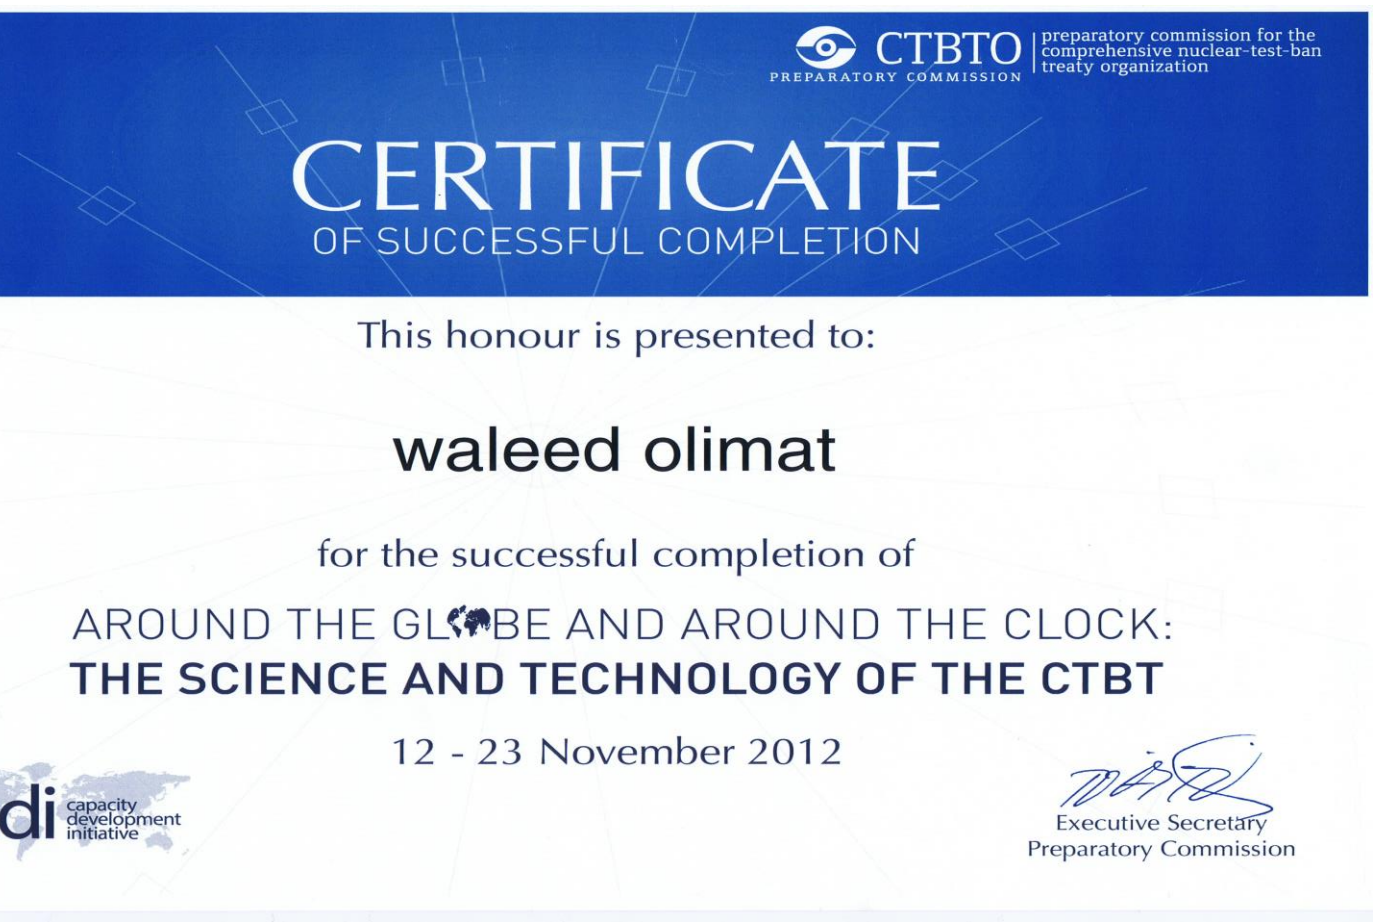 CTBTO
PREPARATORY COMMISSION
preparatory commission for the
comprehensive nuclear-test-ban
treaty organization
CERTIFICATE
OF SUCCESSFUL COMPLETION
This honour is presented to:
waleed olimat
for the successful completion of
AROUND THE GLOBE AND AROUND THE CLOCK:
THE SCIENCE AND TECHNOLOGY OF THE CTBT
12 - 23 November 2012
di
capacity
development
initiative
Executive Secretary
Preparatory Commission